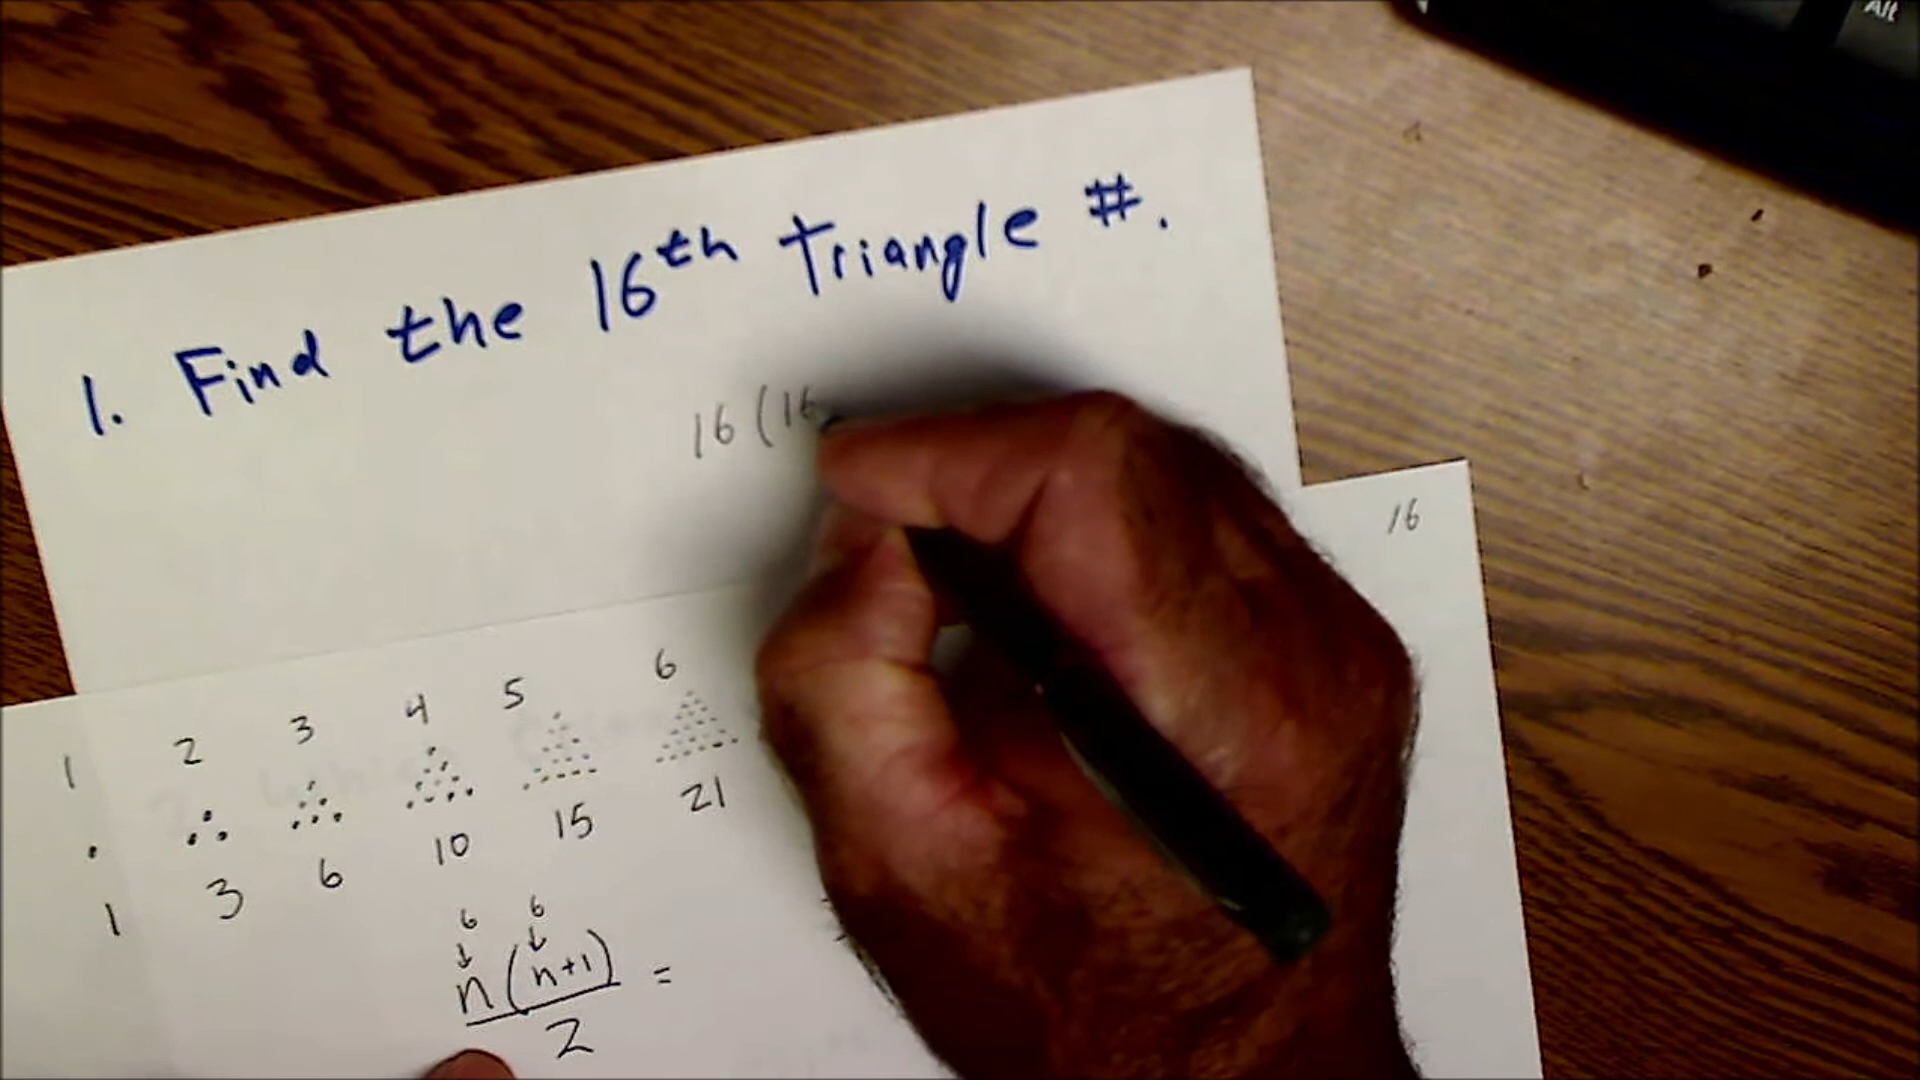 Alt
1. Find the 16th Triangle #.
16 (16
16
1 2 3 4 5 6
1 3 6 10 15 21
6 6
n(n+1) =
2